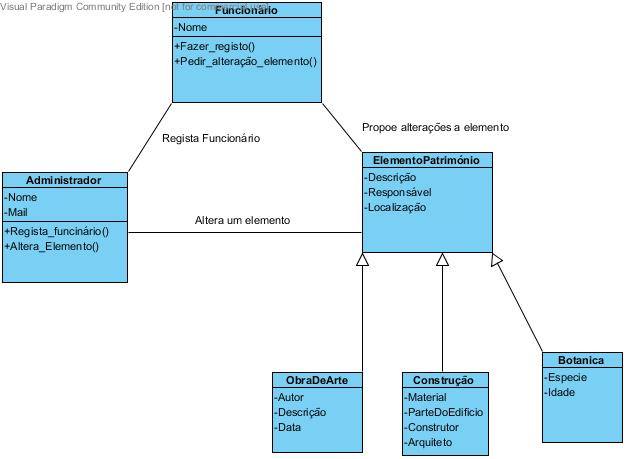 Visual Paradigm Community Edition [not for commercial use]
Funcionário
-Nome
+Fazer_registo()
+Pedir_alteração_elemento()
Propoe alterações a elemento
Regista Funcionário
ElementoPatrimónio
-Descrição
-Responsável
-Localização
Administrador
-Nome
-Mail
+Regista_funcinário()
+Altera_Elemento()
Altera um elemento
ObraDeArte
-Autor
-Descrição
-Data
Construção
-Material
-ParteDoEdificio
-Construtor
-Arquiteto
Botanica
-Especie
-Idade